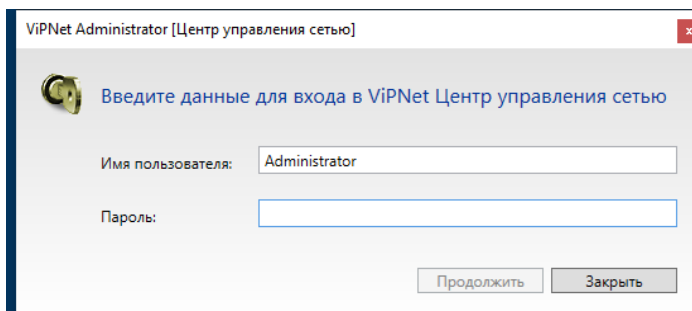 ViPNet Administrator [Центр управления сетью]
x
Введите данные для входа в ViPNet Центр управления сетью
Имя пользователя: Administrator
Пароль:
Продолжить Закрыть